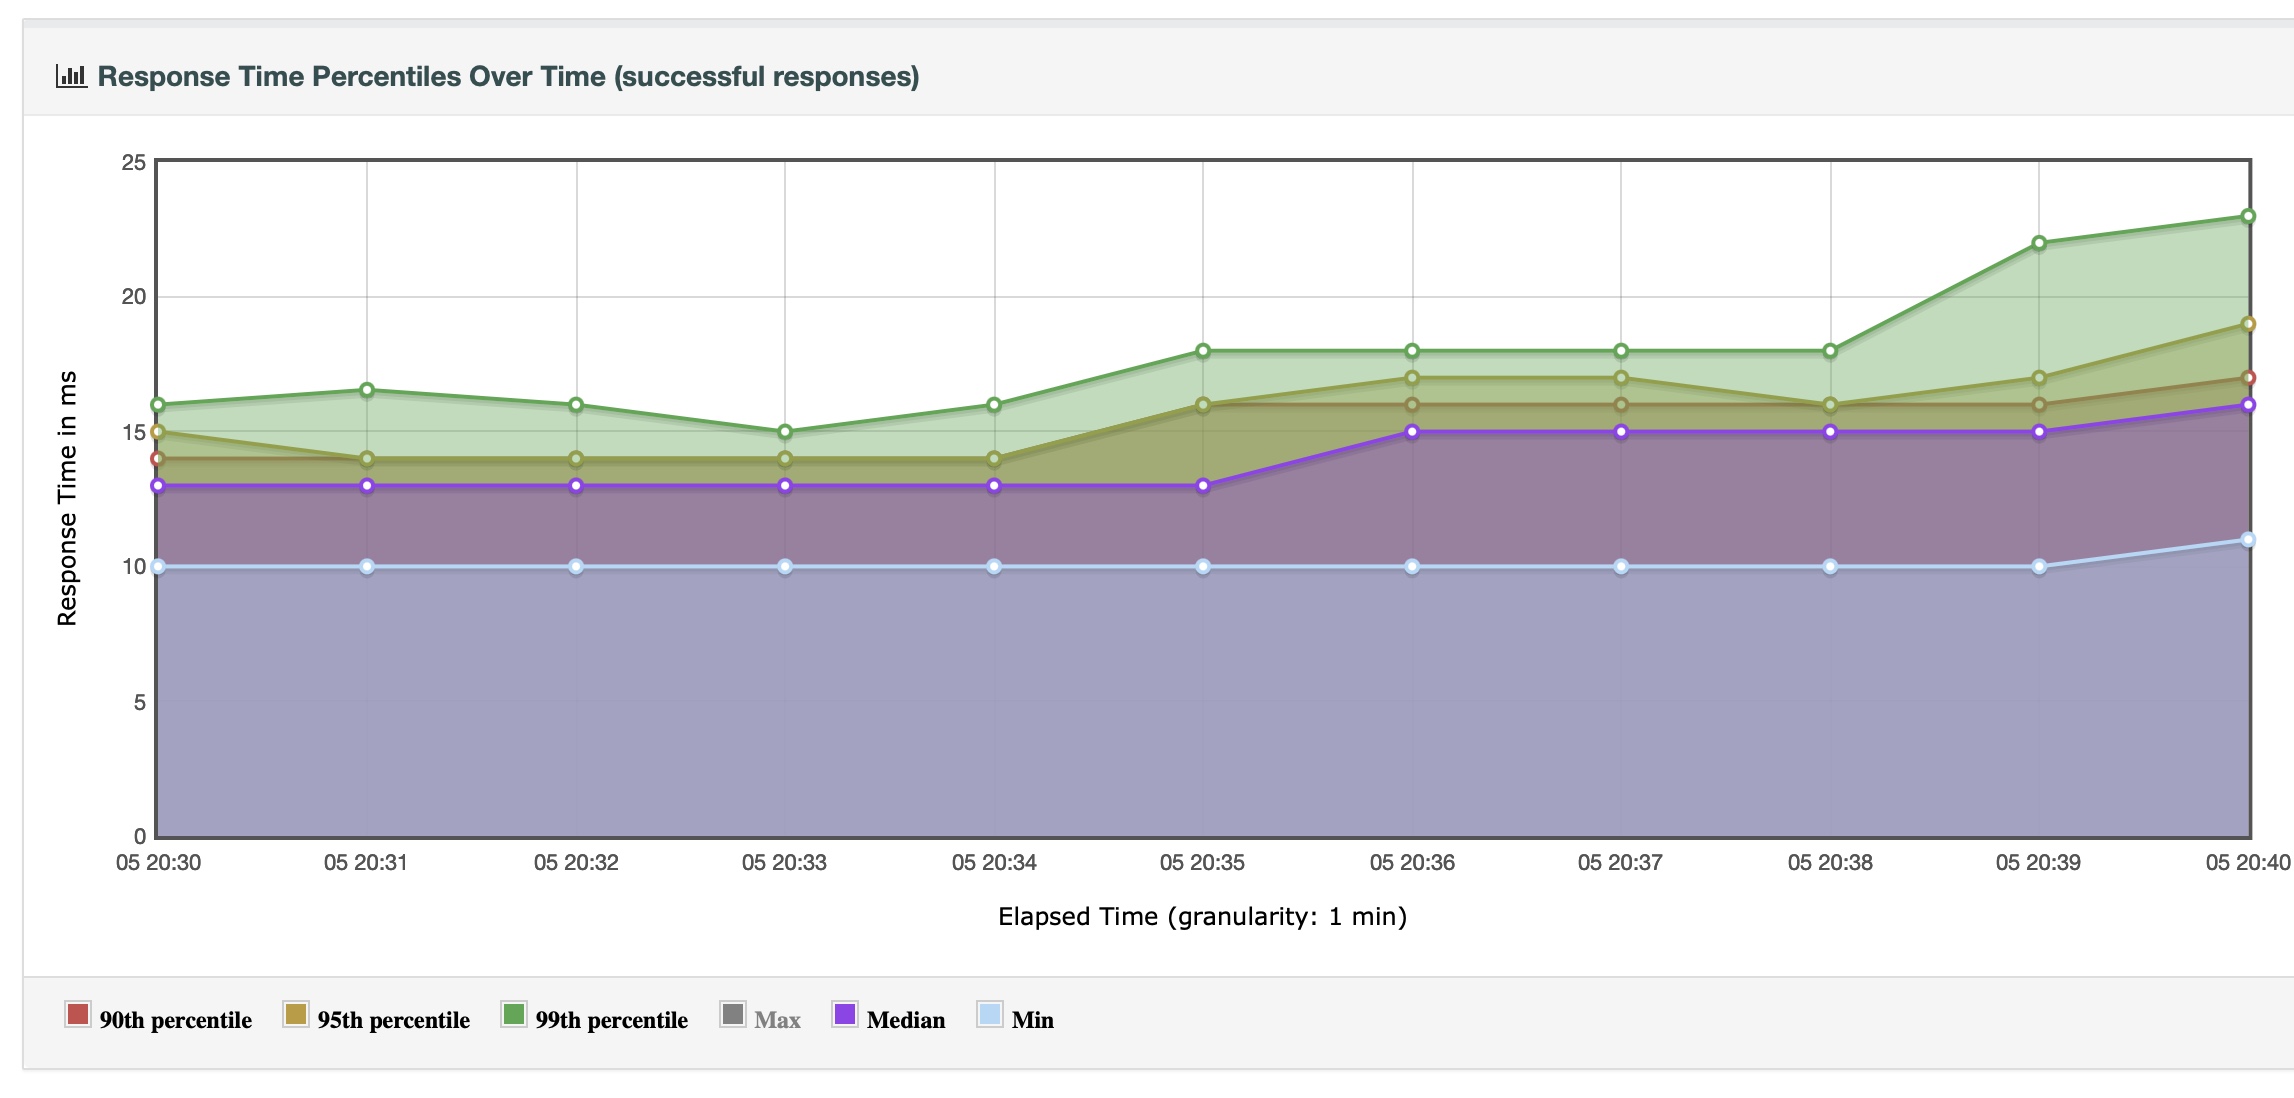 Response Time Percentiles Over Time (successful responses)
25
20
15
10
5
0
Response Time in ms
05 20:30 05 20:31 05 20:32 05 20:33 05 20:34 05 20:35 05 20:36 05 20:37 05 20:38 05 20:39 05 20:40
Elapsed Time (granularity: 1 min)
90th percentile 95th percentile 99th percentile Max Median Min